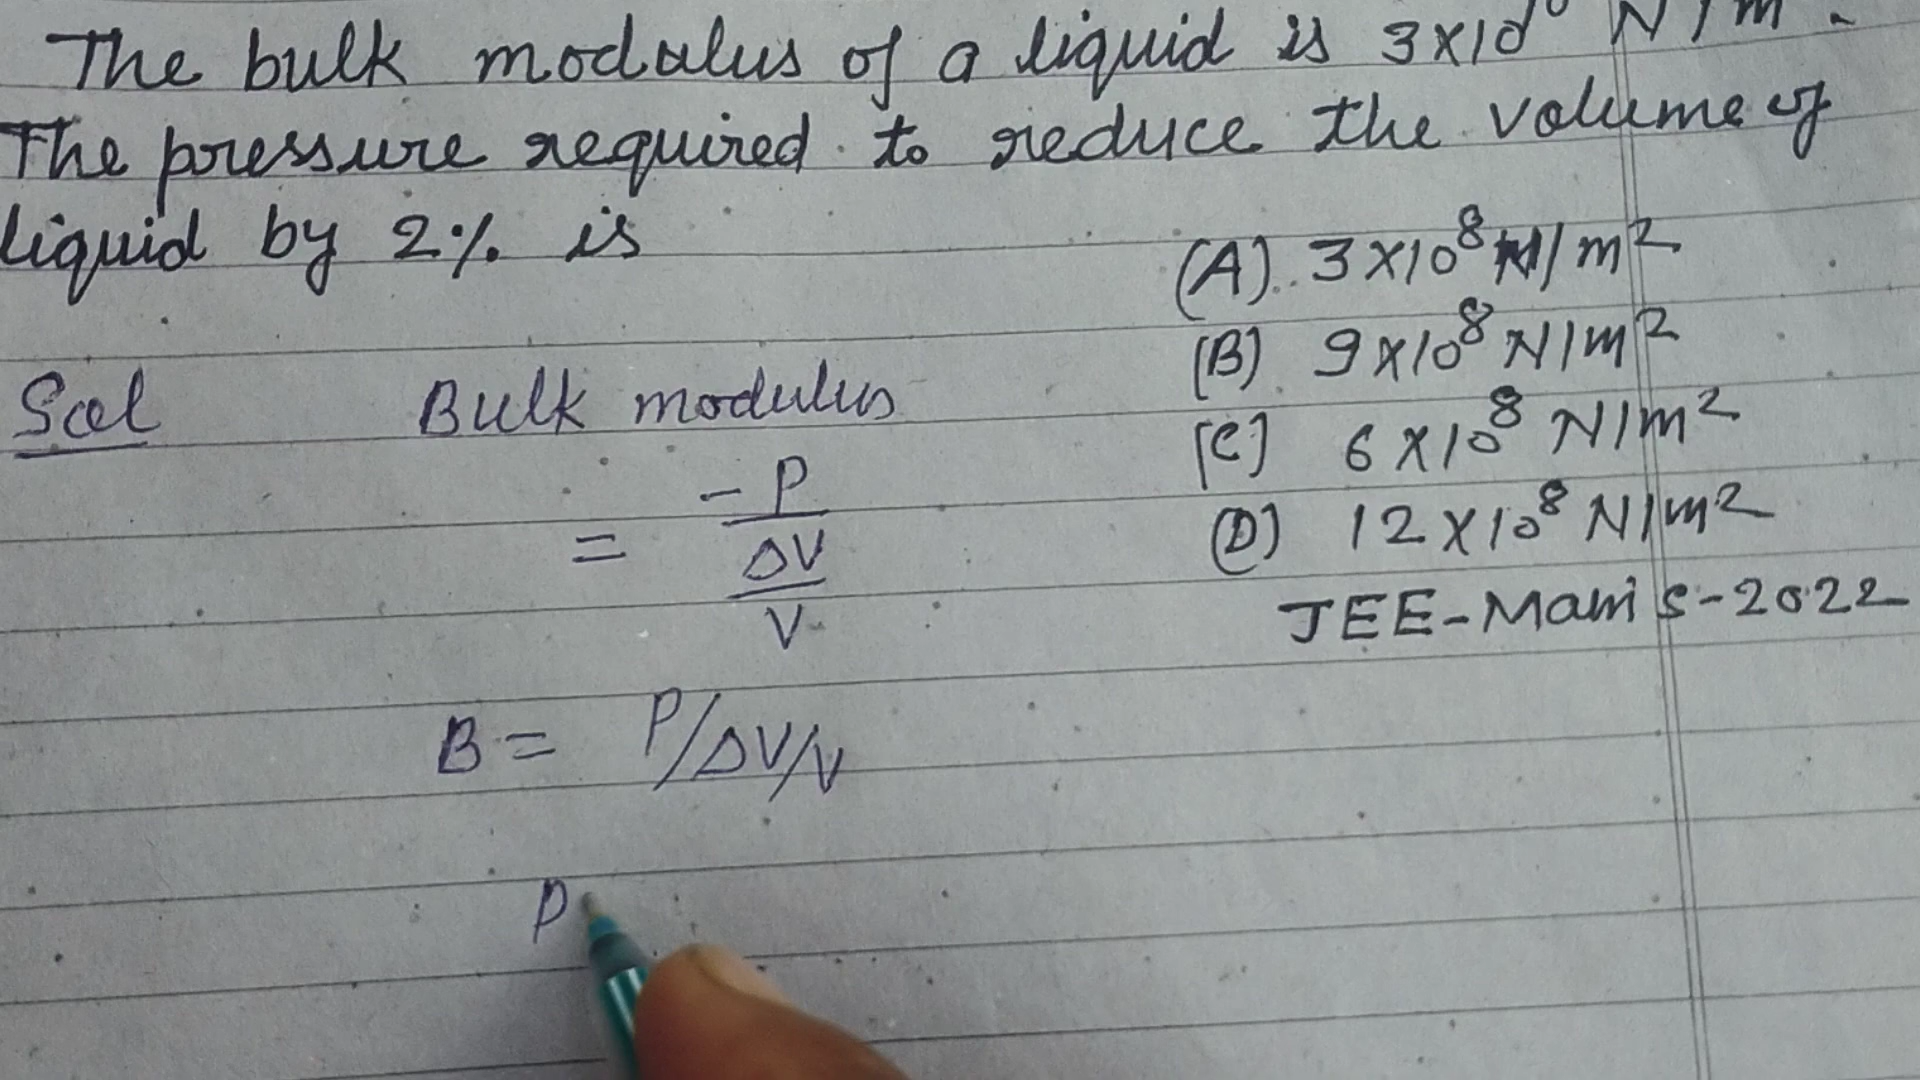 The bulk modulus of a liquid is 3×10¹⁰ N/m
The pressure required to reduce the volume of
liquid by 2% is
(A) 3×10⁸ N/m²
(B) 9×10⁸ N/m²
(C) 6×10⁸ N/m²
(D) 12×10⁸ N/m²
JEE-Mains-2022
Sol Bulk modulus
= -P
ΔV
V
B = P/ΔV/V
P